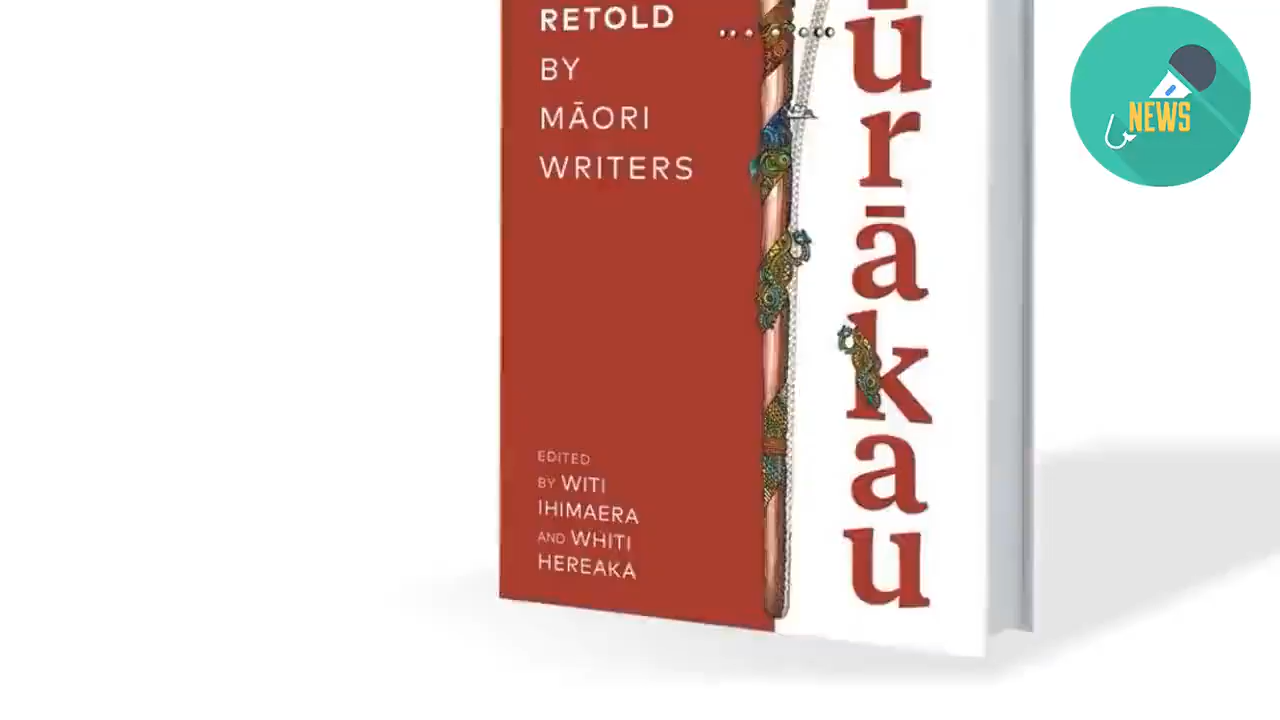 RETOLD
BY
MĀORI
WRITERS
EDITED
BY WITI
IHIMAERA
AND WHITI
HEREAKA
ūrākau
NEWS